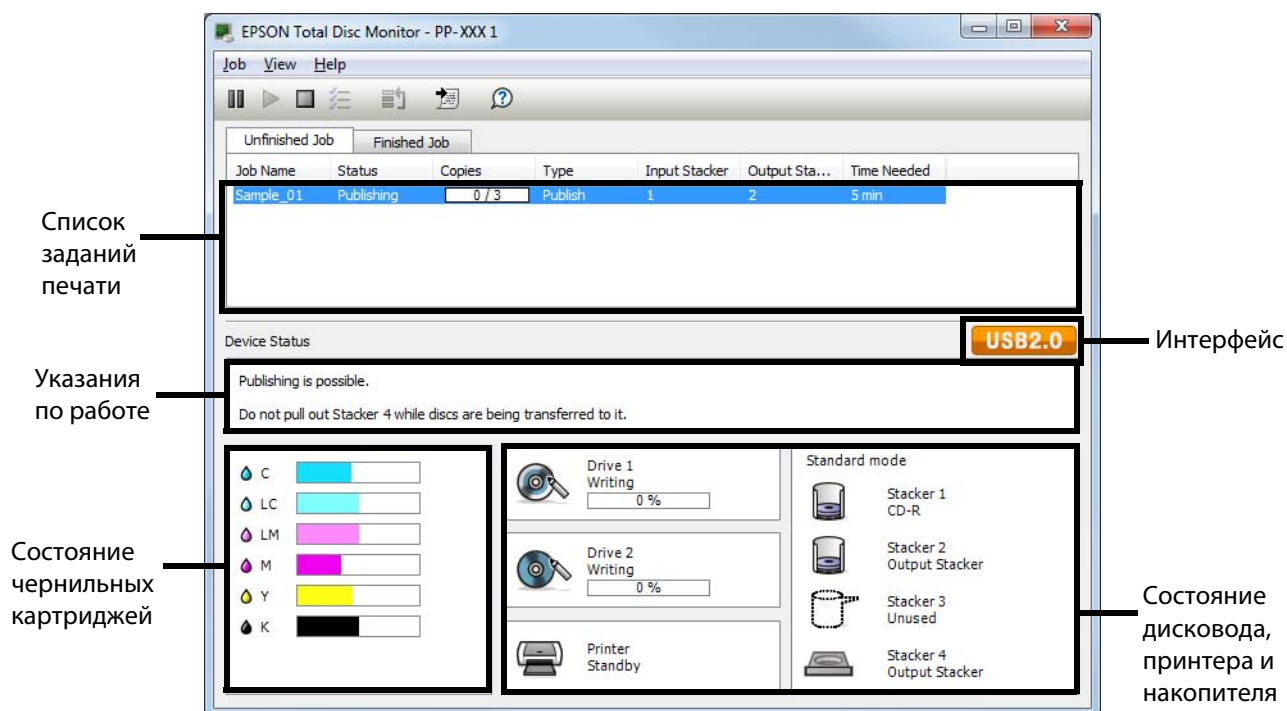 EPSON Total Disc Monitor - PP-XXX 1
Job View Help
Unfinished Job Finished Job
Job Name Status Copies Type Input Stacker Output Sta... Time Needed
Sample_01 Publishing 0 / 3 Publish 1 2 5 min
Список
заданий
печати
Device Status
USB2.0
Интерфейс
Указания
по работе
Publishing is possible.
Do not pull out Stacker 4 while discs are being transferred to it.
Состояние
чернильных
картриджей
C
LC
LM
M
Y
K
Drive 1
Writing
0 %
Drive 2
Writing
0 %
Printer
Standby
Standard mode
Stacker 1
CD-R
Stacker 2
Output Stacker
Stacker 3
Unused
Stacker 4
Output Stacker
Состояние
дисковода,
принтера и
накопителя